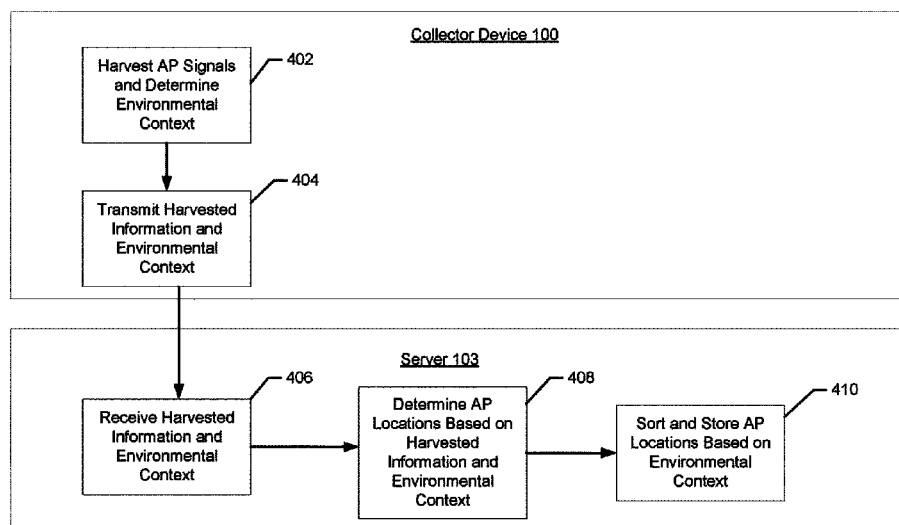 Collector Device 100
Harvest AP Signals
and Determine
Environmental
Context
402
Transmit Harvested
Information and
Environmental
Context
404
Server 103
Receive Harvested
Information and
Environmental
Context
406
Determine AP
Locations Based on
Harvested
Information and
Environmental
Context
408
Sort and Store AP
Locations Based on
Environmental
Context
410